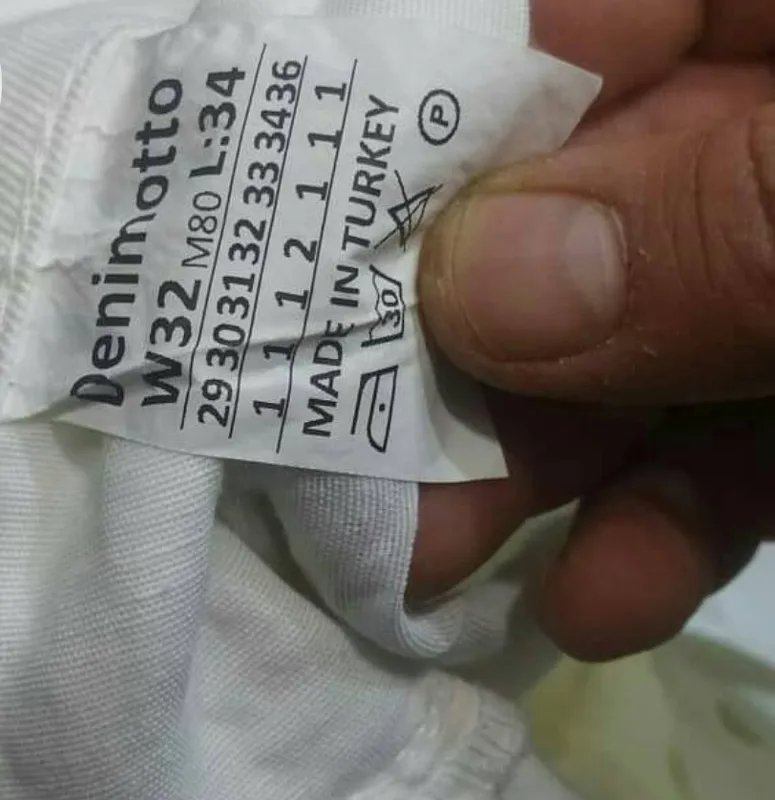 Denimotto
W32 M80 L:34
29 30 31 32 33 34 36
1 1 1 2 1 1 1
MADE IN TURKEY
30
P